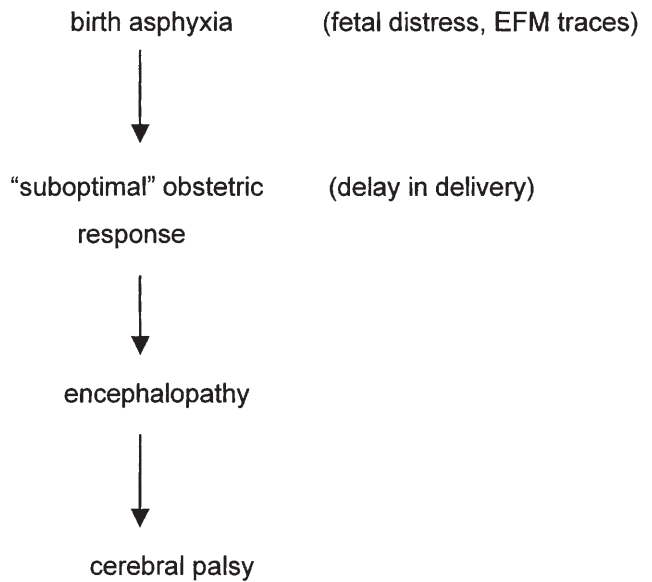 birth asphyxia (fetal distress, EFM traces)
“suboptimal” obstetric (delay in delivery)
response
encephalopathy
cerebral palsy